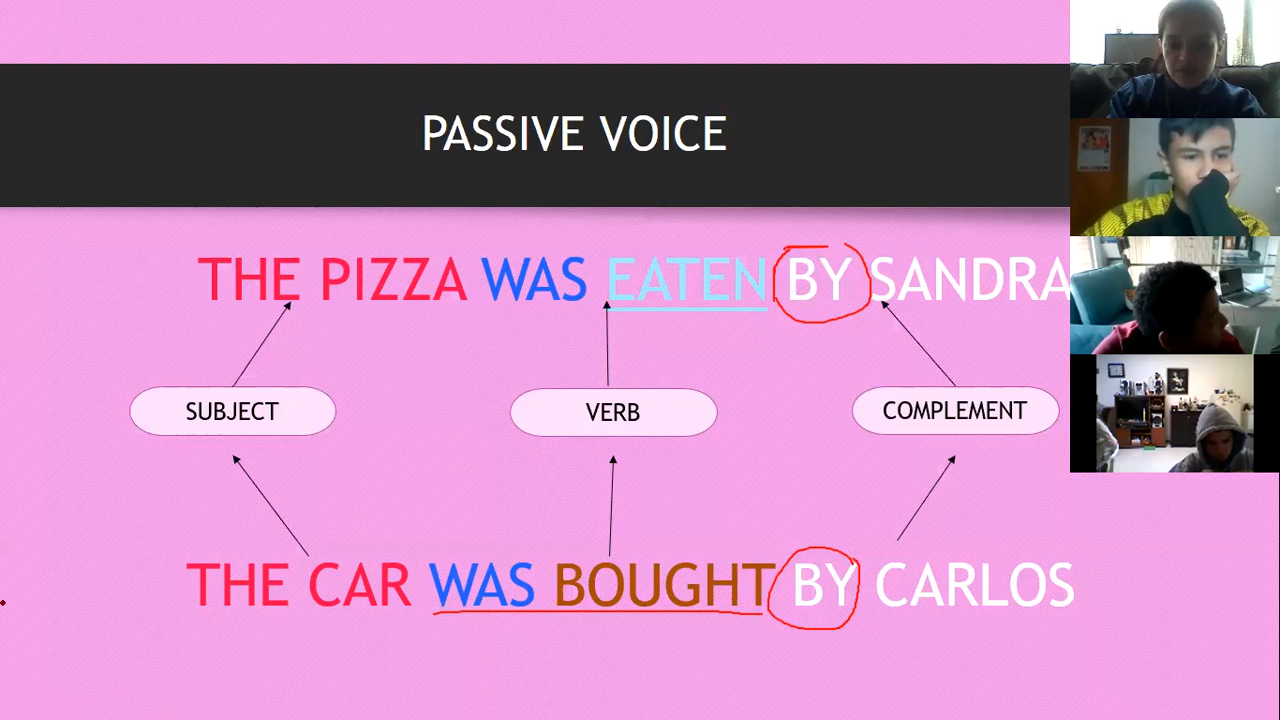 PASSIVE VOICE
THE PIZZA WAS EATEN BY SANDRA
SUBJECT
VERB
COMPLEMENT
THE CAR WAS BOUGHT BY CARLOS